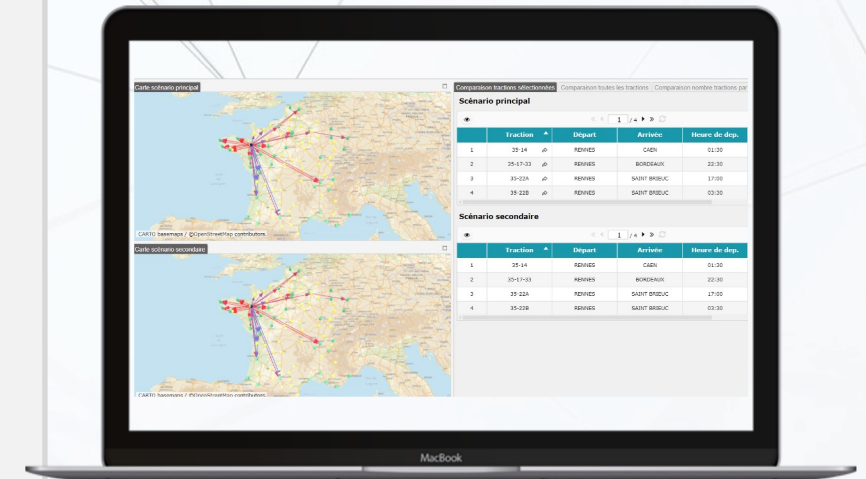 Carte scénario principal
CARTO basemaps / ©OpenStreetMap contributors.
Carte scénario secondaire
CARTO basemaps / ©OpenStreetMap contributors.
Comparaison tractions sélectionnées Comparaison toutes les tractions Comparaison nombre tractions par
Scénario principal
1 / 4
Traction Départ Arrivée Heure de dep.
1 35-14 RENNES CAEN 01:30
2 35-17-33 RENNES BORDEAUX 22:30
3 35-22A RENNES SAINT BRIEUC 17:00
4 35-22B RENNES SAINT BRIEUC 03:30
Scénario secondaire
1 / 4
Traction Départ Arrivée Heure de dep.
1 35-14 RENNES CAEN 01:30
2 35-17-33 RENNES BORDEAUX 22:30
3 35-22A RENNES SAINT BRIEUC 17:00
4 35-22B RENNES SAINT BRIEUC 03:30
MacBook